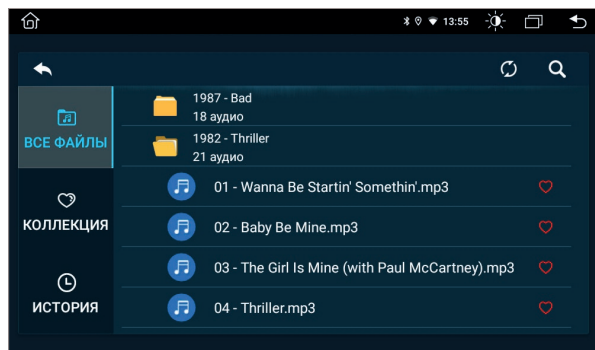 13:55
1987 - Bad
18 аудио
ВСЕ ФАЙЛЫ
1982 - Thriller
21 аудио
01 - Wanna Be Startin' Somethin'.mp3
КОЛЛЕКЦИЯ
02 - Baby Be Mine.mp3
03 - The Girl Is Mine (with Paul McCartney).mp3
ИСТОРИЯ
04 - Thriller.mp3